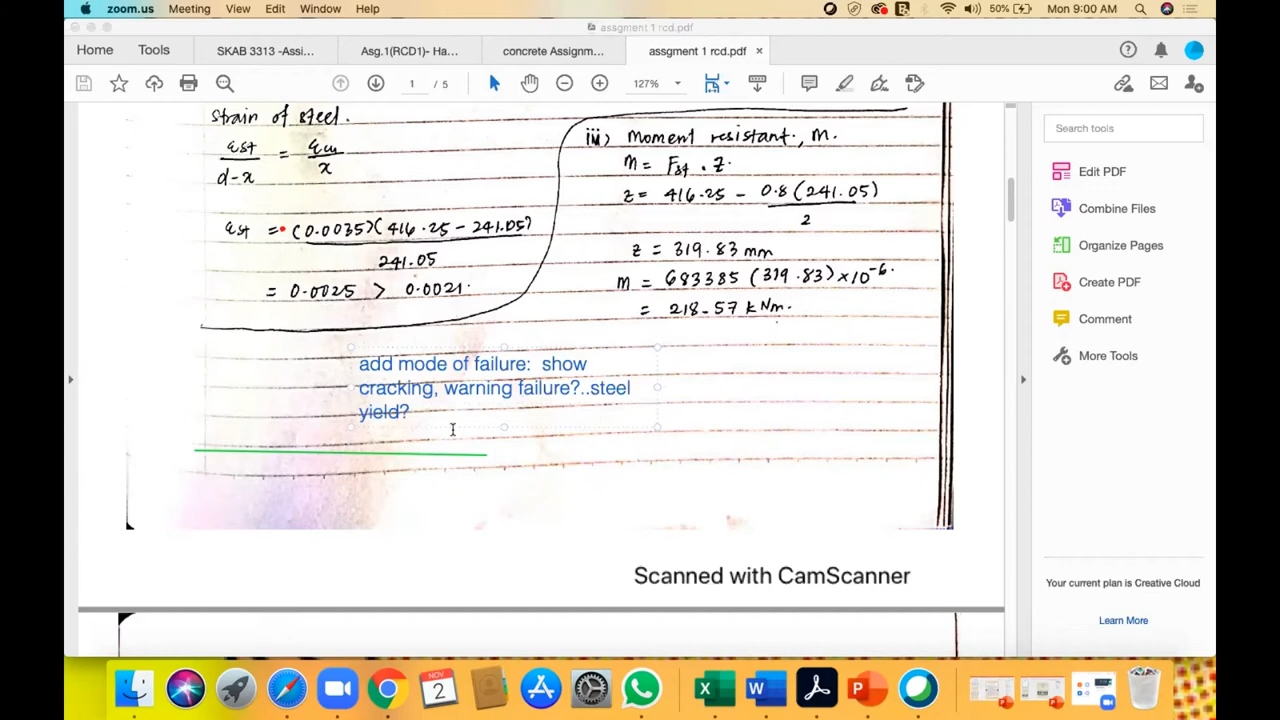 zoom.us Meeting View Edit Window Help
50% Mon 9:00 AM
assgment 1 rcd.pdf
Home Tools SKAB 3313 -Assi... Asg.1(RCD1)- Ha... concrete Assignm... assgment 1 rcd.pdf ×
1 / 5 127%
strain of steel.
εst / d-x = εcu / x
εst = (0.0035)(416.25 - 241.05)
241.05
= 0.0025 > 0.0021.
iii) Moment resistant, M.
M = Fst . Z.
Z = 416.25 - 0.8(241.05)
2
Z = 319.83 mm
M = 683385 (319.83) ×10⁻⁶.
= 218.57 kNm.
add mode of failure: show
cracking, warning failure?..steel
yield?
Scanned with CamScanner
Search tools
Edit PDF
Combine Files
Organize Pages
Create PDF
Comment
More Tools
Your current plan is Creative Cloud
Learn More
NOV
2